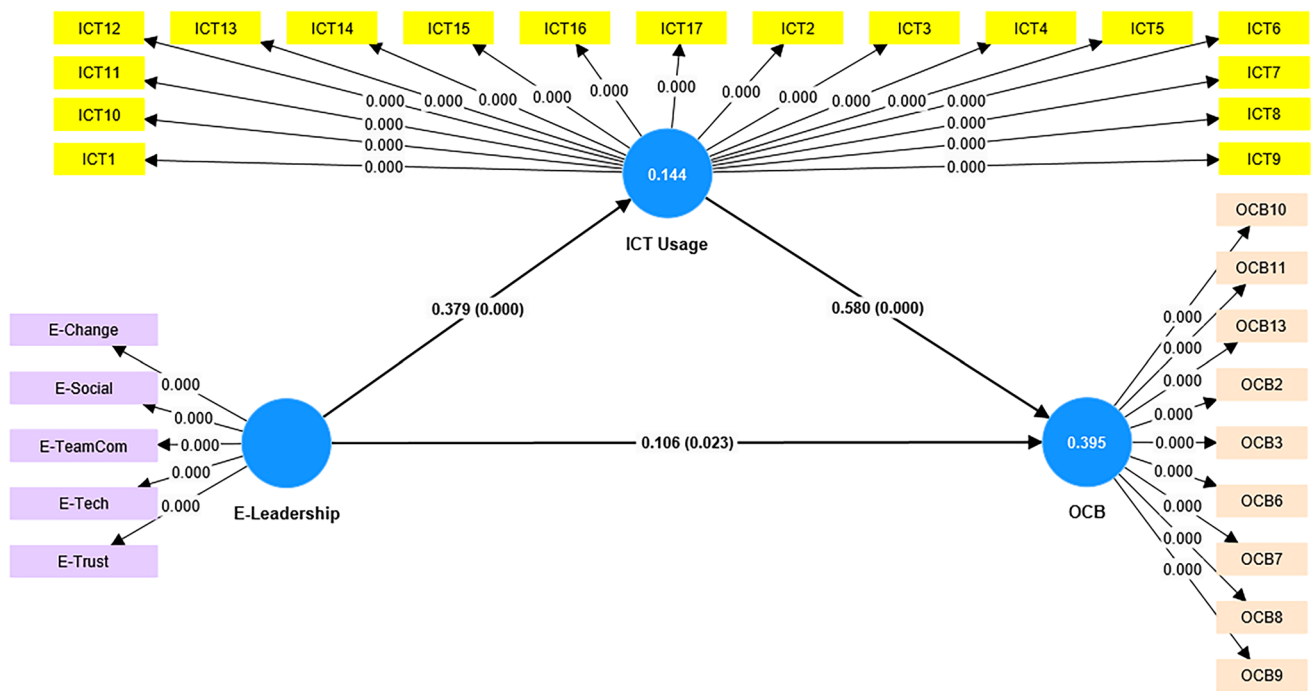 ICT12 ICT13 ICT14 ICT15 ICT16 ICT17 ICT2 ICT3 ICT4 ICT5 ICT6
ICT11 ICT7
0.000 0.000 0.000 0.000 0.000 0.000 0.000 0.000 0.000 0.000 0.000
ICT10 0.000 0.000 ICT8
0.000 0.000
ICT1 0.000 0.000 ICT9
0.144
ICT Usage
0.379 (0.000) 0.580 (0.000)
E-Change
E-Social
E-TeamCom
E-Tech
E-Trust
0.000
0.000
0.000
0.000
0.000
E-Leadership
0.106 (0.023)
0.395
OCB
0.000
0.000
0.000
0.000
0.000
0.000
0.000
0.000
0.000
OCB10
OCB11
OCB13
OCB2
OCB3
OCB6
OCB7
OCB8
OCB9